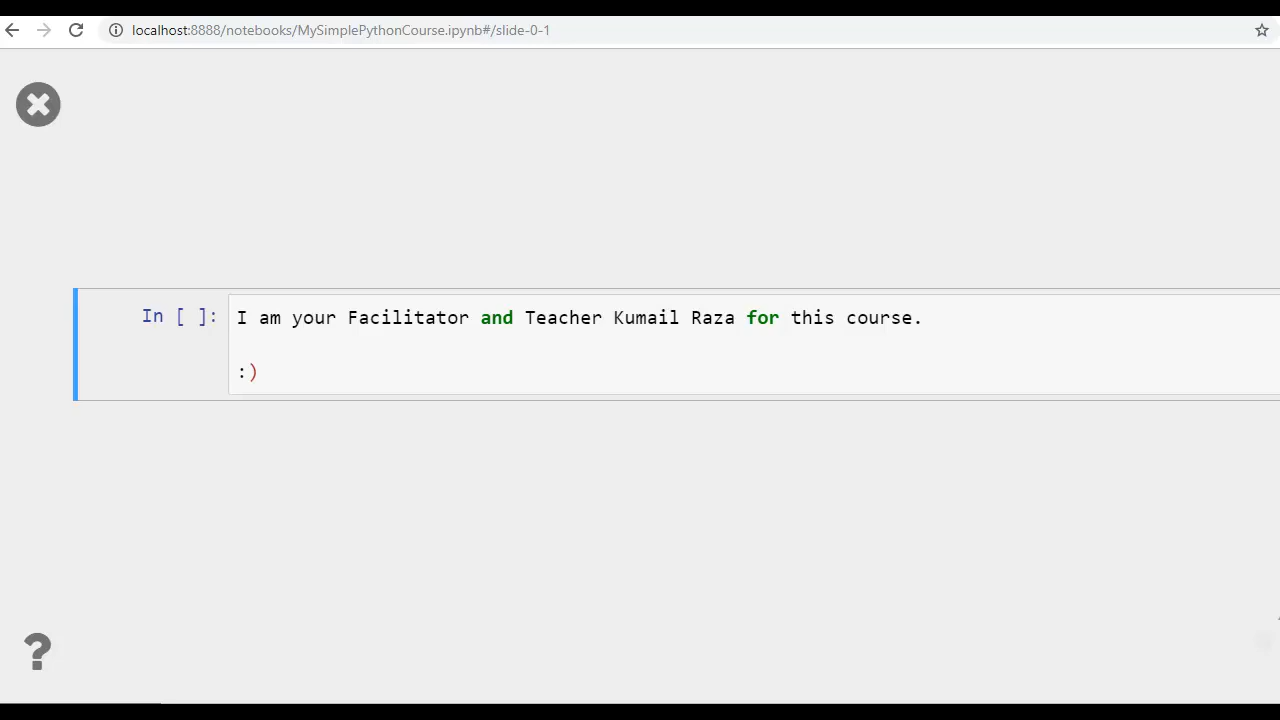 localhost:8888/notebooks/MySimplePythonCourse.ipynb#/slide-0-1
In [ ]: I am your Facilitator and Teacher Kumail Raza for this course.
:)
?